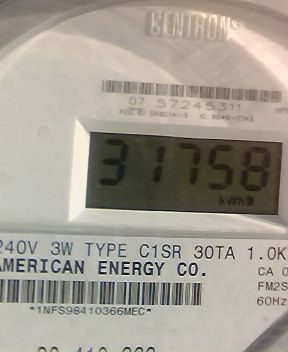 CENTRON®
07 57245311
31758
kWh
240V 3W TYPE C1SR 30TA 1.0K
AMERICAN ENERGY CO.
CA 0
FM2S
60Hz
*1NFS98410366MEC*